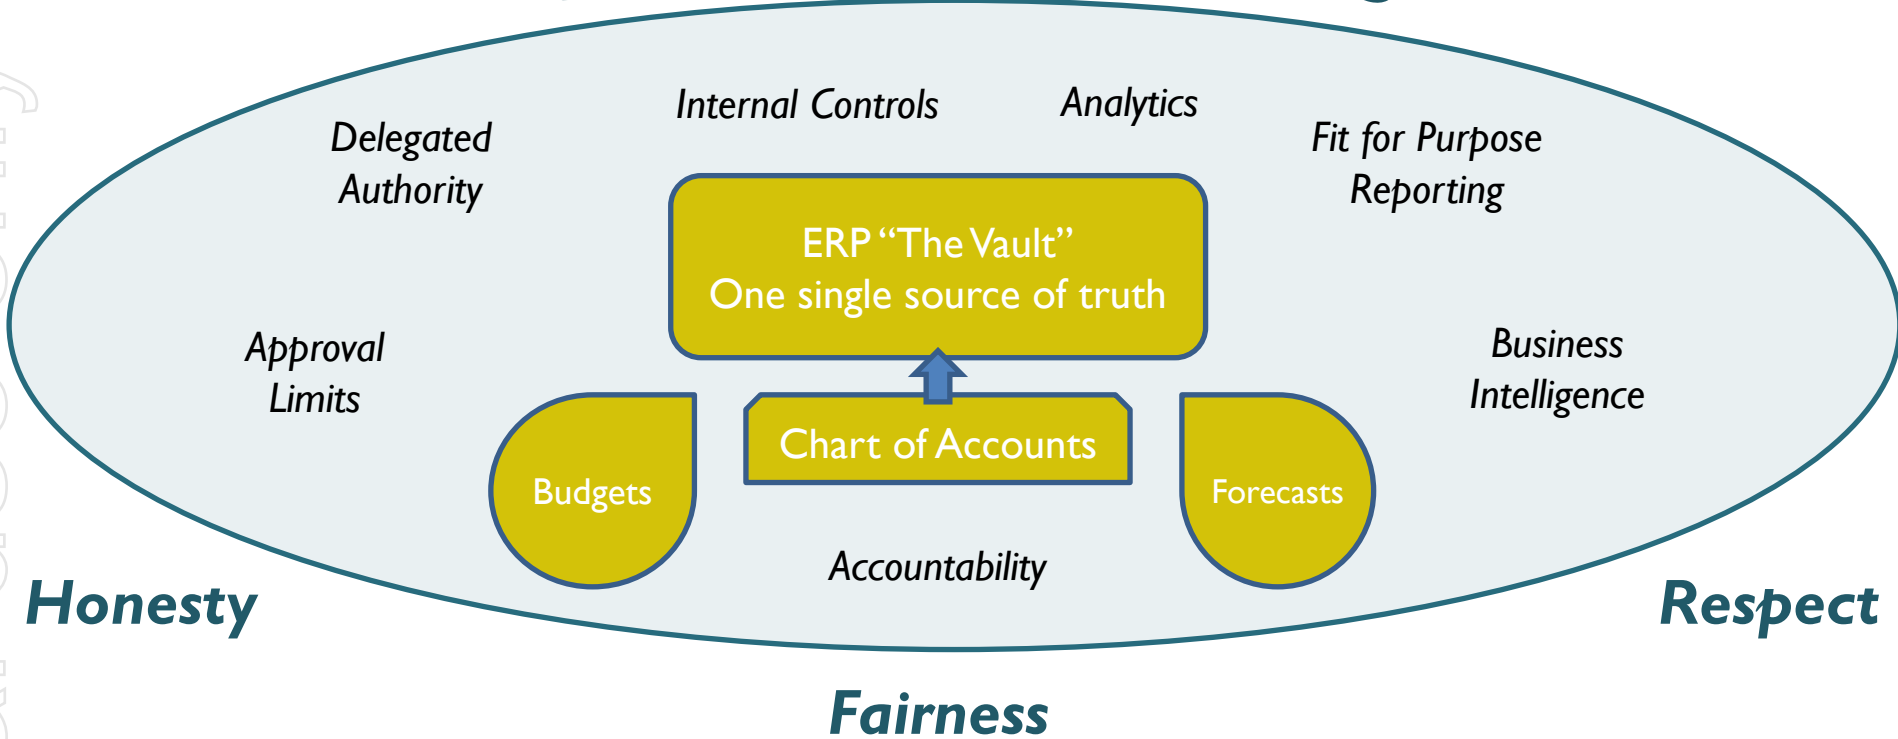 Internal Controls
Analytics
Delegated
Authority
Fit for Purpose
Reporting
ERP “The Vault”
One single source of truth
Approval
Limits
Business
Intelligence
Chart of Accounts
Budgets
Forecasts
Accountability
Honesty
Respect
Fairness